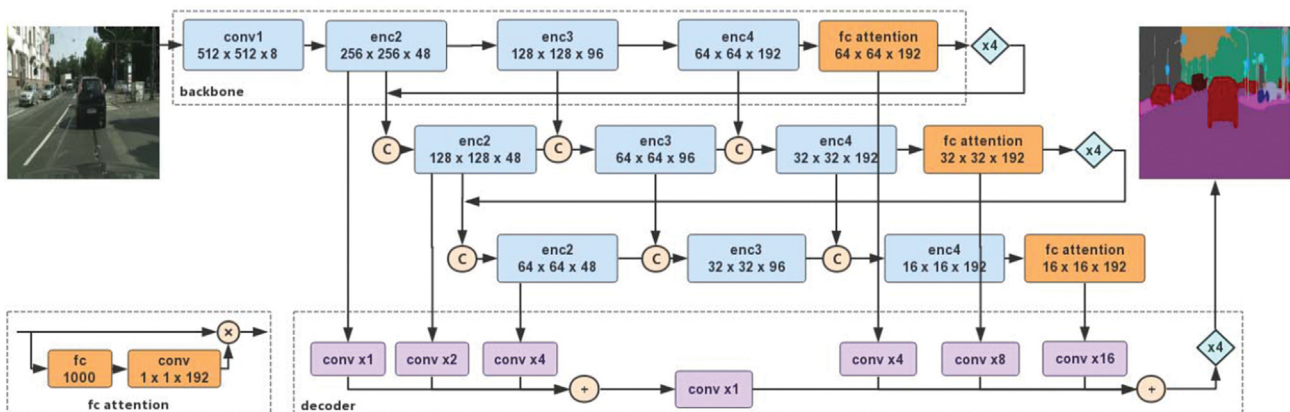 conv1
512 x 512 x 8
enc2
256 x 256 x 48
enc3
128 x 128 x 96
enc4
64 x 64 x 192
fc attention
64 x 64 x 192
x4
backbone
C
enc2
128 x 128 x 48
C
enc3
64 x 64 x 96
C
enc4
32 x 32 x 192
fc attention
32 x 32 x 192
x4
C
enc2
64 x 64 x 48
C
enc3
32 x 32 x 96
C
enc4
16 x 16 x 192
fc attention
16 x 16 x 192
×
fc
1000
conv
1 x 1 x 192
fc attention
conv x1
conv x2
conv x4
conv x4
conv x8
conv x16
x4
+
conv x1
+
decoder